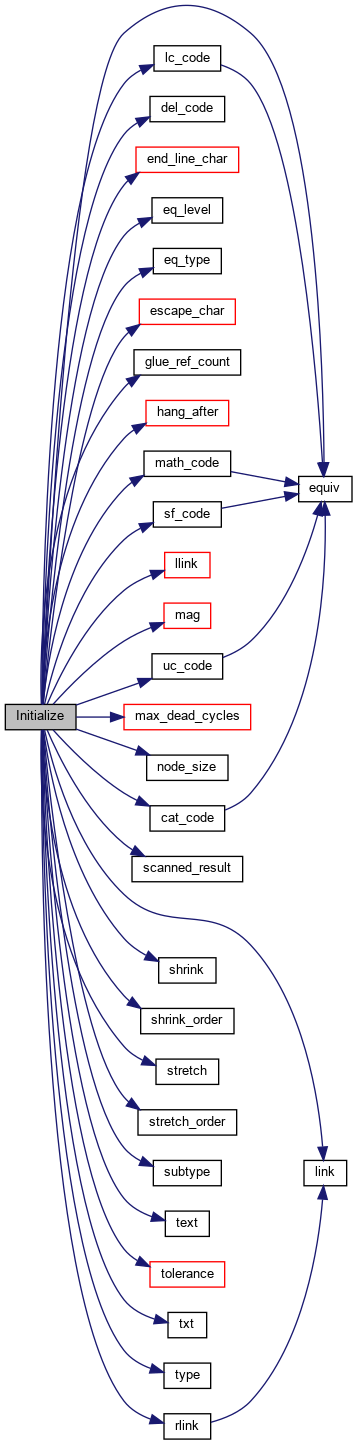 lc_code
del_code
end_line_char
eq_level
eq_type
escape_char
glue_ref_count
hang_after
math_code
equiv
sf_code
llink
mag
uc_code
Initialize
max_dead_cycles
node_size
cat_code
scanned_result
shrink
shrink_order
stretch
stretch_order
subtype
link
text
tolerance
txt
type
rlink